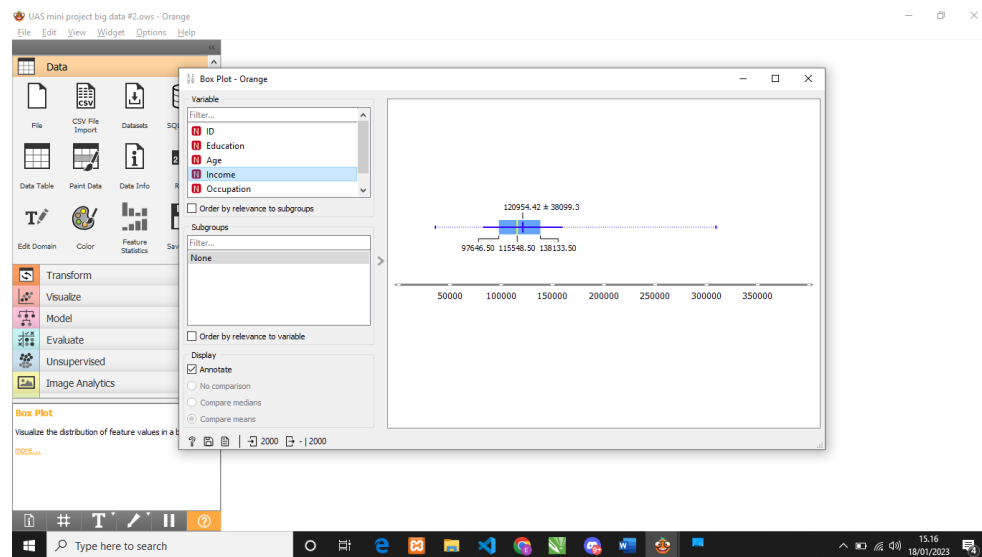 UAS mini project big data #2.ows - Orange
File Edit View Widget Options Help
Data
File
CSV File Import
Datasets
Data Table
Paint Data
Data Info
Edit Domain
Color
Feature Statistics
Transform
Visualize
Model
Evaluate
Unsupervised
Image Analytics
Box Plot
Visualize the distribution of feature values in a b
more...
Box Plot - Orange
Variable
Filter...
N ID
N Education
N Age
N Income
N Occupation
Order by relevance to subgroups
Subgroups
Filter...
None
Order by relevance to variable
Display
Annotate
No comparison
Compare medians
Compare means
2000 - | 2000
120954.42 ± 38099.3
97646.50 115548.50 138133.50
50000 100000 150000 200000 250000 300000 350000
Type here to search
15.16
18/01/2023